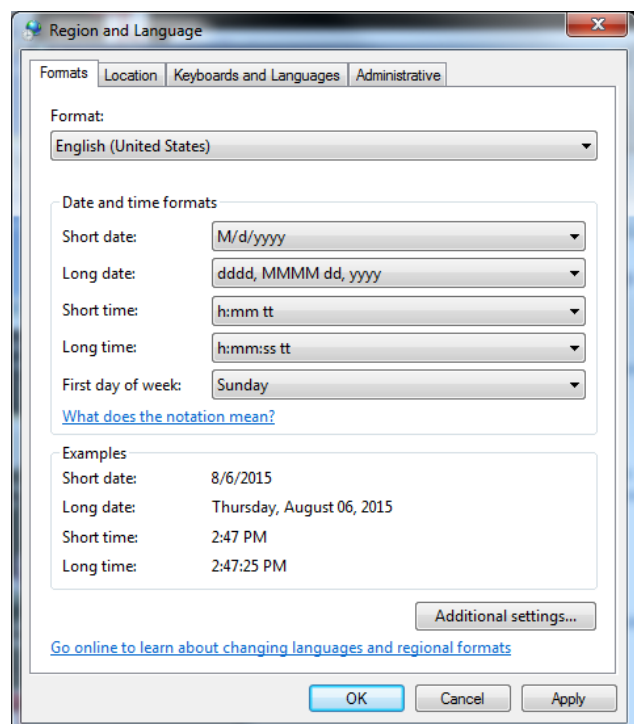 Region and Language
Formats Location Keyboards and Languages Administrative
Format:
English (United States)
Date and time formats
Short date: M/d/yyyy
Long date: dddd, MMMM dd, yyyy
Short time: h:mm tt
Long time: h:mm:ss tt
First day of week: Sunday
What does the notation mean?
Examples
Short date: 8/6/2015
Long date: Thursday, August 06, 2015
Short time: 2:47 PM
Long time: 2:47:25 PM
Additional settings...
Go online to learn about changing languages and regional formats
OK Cancel Apply